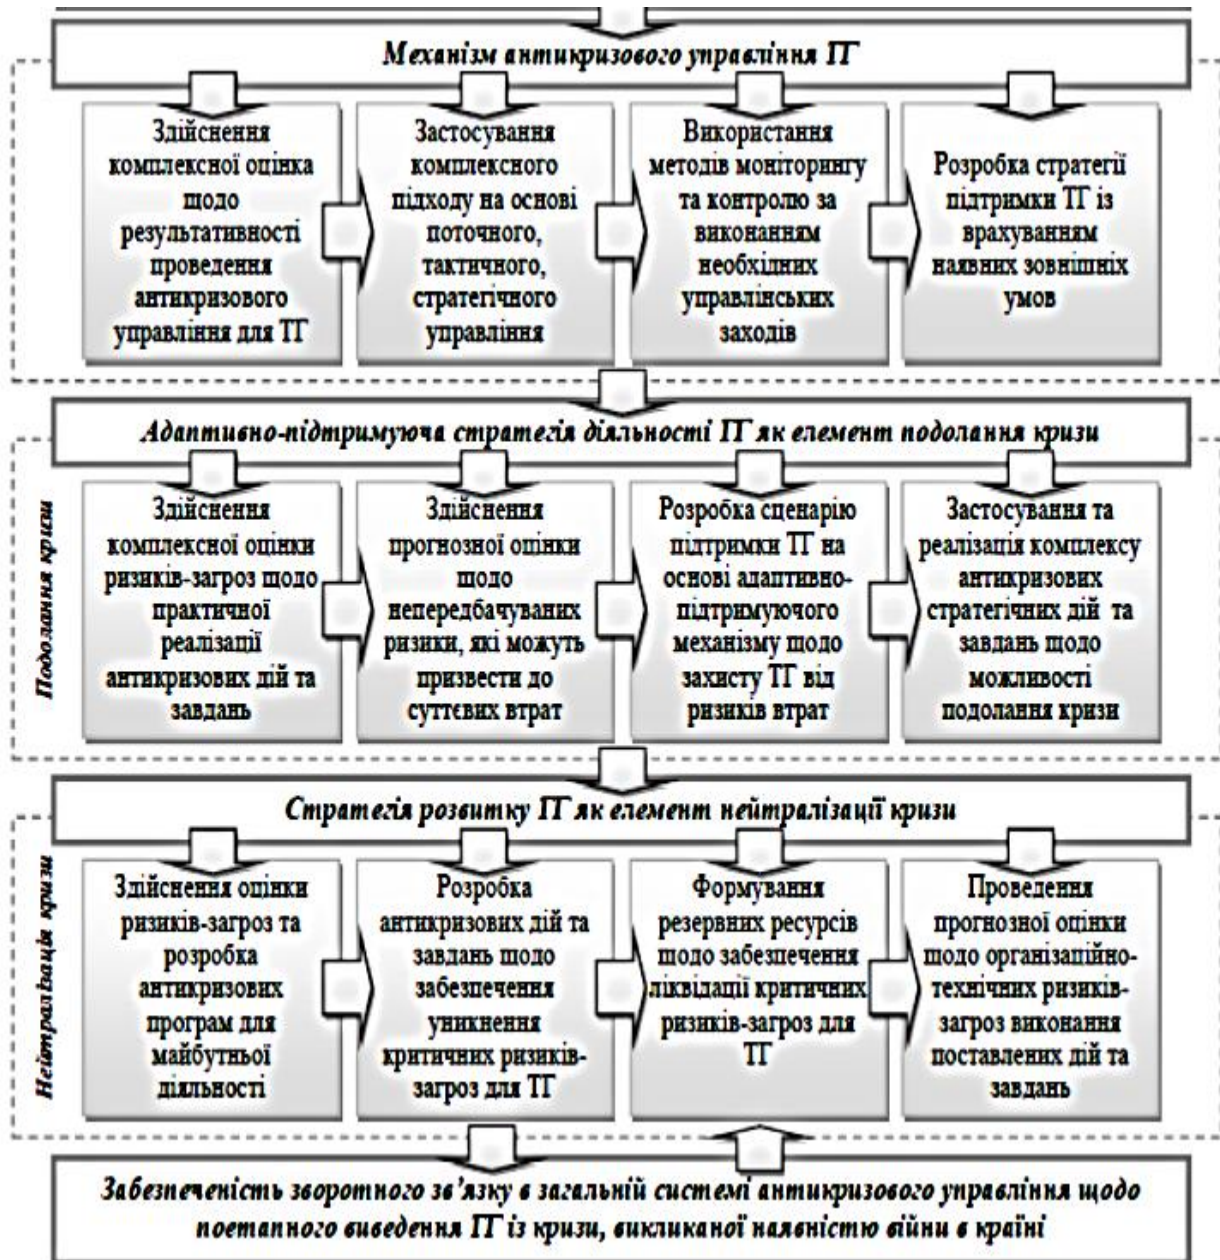 Механізм антикризового управління ТГ
Здійснення
комплексної оцінка
щодо
результативності
проведення
антикризового
управління для ТГ
Застосування
комплексного
підходу на основі
поточного,
тактичного,
стратегічного
управління
Використання
методів моніторингу
та контролю за
виконанням
необхідних
управлінських
заходів
Розробка стратегії
підтримки ТГ із
врахуванням
наявних зовнішніх
умов
Адаптивно-підтримуюча стратегія діяльності ТГ як елемент подолання кризи
Подолання кризи
Здійснення
комплексної оцінки
ризиків-загроз щодо
практичної
реалізації
антикризових дій та
завдань
Здійснення
прогнозної оцінки
щодо
непередбачуваних
ризики, які можуть
призвести до
суттєвих втрат
Розробка сценарію
підтримки ТГ на
основі адаптивно-
підтримуючого
механізму щодо
захисту ТГ від
ризиків втрат
Застосування та
реалізація комплексу
антикризових
стратегічних дій та
завдань щодо
можливості
подолання кризи
Стратегія розвитку ТГ як елемент нейтралізації кризи
Нейтралізація кризи
Здійснення оцінки
ризиків-загроз та
розробка
антикризових
програм для
майбутньої
діяльності
Розробка
антикризових дій та
завдань щодо
забезпечення
уникнення
критичних ризиків-
загроз для ТГ
Формування
резервних ресурсів
щодо забезпечення
ліквідації критичних
ризиків-загроз для
ТГ
Проведення
прогнозної оцінки
щодо організаційно-
технічних ризиків-
загроз виконання
поставлених дій та
завдань
Забезпеченість зворотного зв’язку в загальній системі антикризового управління щодо
поетапного виведення ТГ із кризи, викликаної наявністю війни в країні